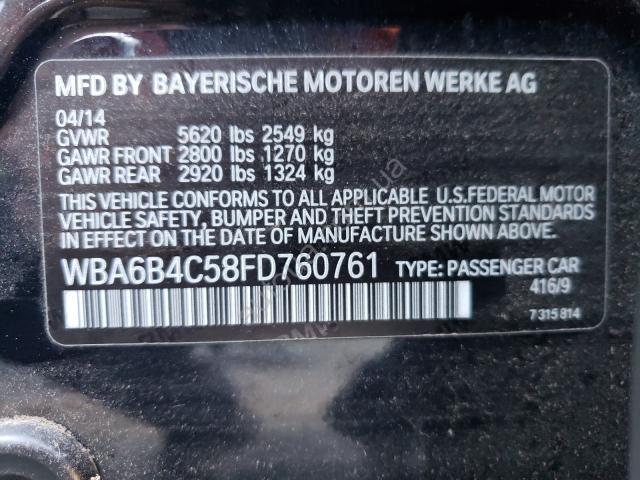 MFD BY BAYERISCHE MOTOREN WERKE AG
04/14
GVWR 5620 lbs 2549 kg
GAWR FRONT 2800 lbs 1270 kg
GAWR REAR 2920 lbs 1324 kg
THIS VEHICLE CONFORMS TO ALL APPLICABLE U.S.FEDERAL MOTOR
VEHICLE SAFETY, BUMPER AND THEFT PREVENTION STANDARDS
IN EFFECT ON THE DATE OF MANUFACTURE SHOWN ABOVE.
WBA6B4C58FD760761 TYPE: PASSENGER CAR
416/9
7 315 814